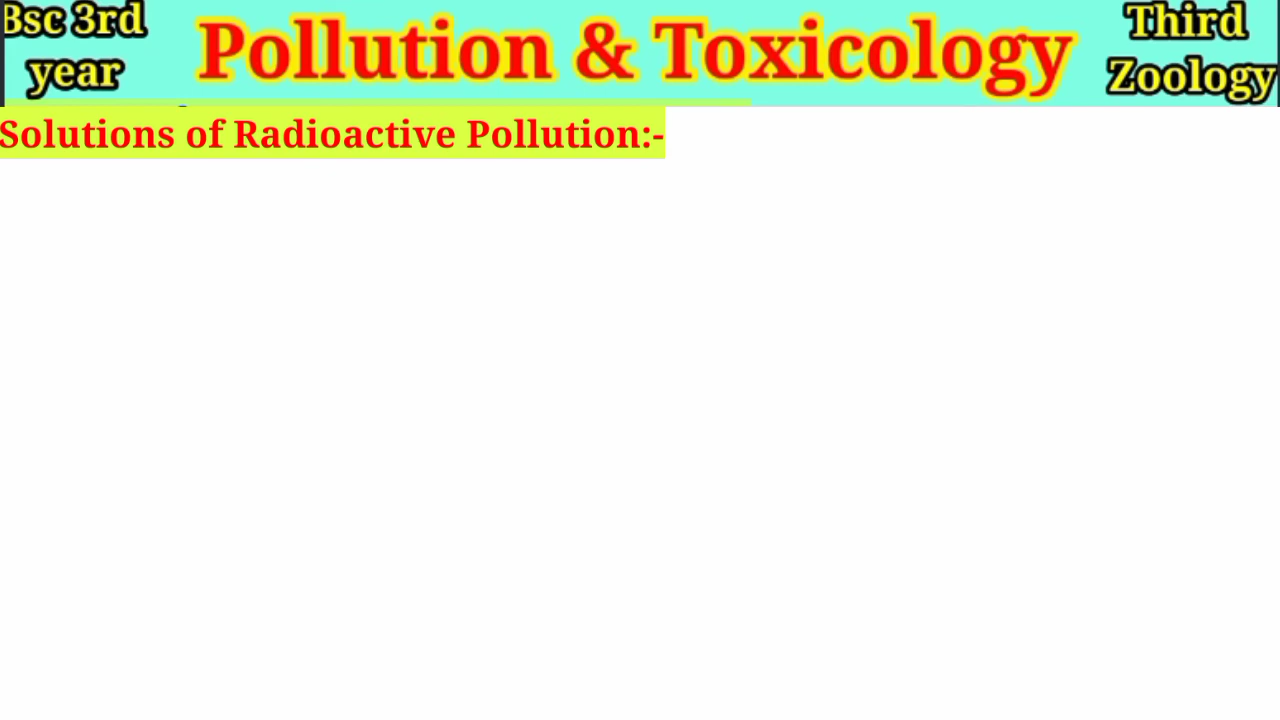 Bsc 3rd
year
Pollution & Toxicology
Third
Zoology
Solutions of Radioactive Pollution:-